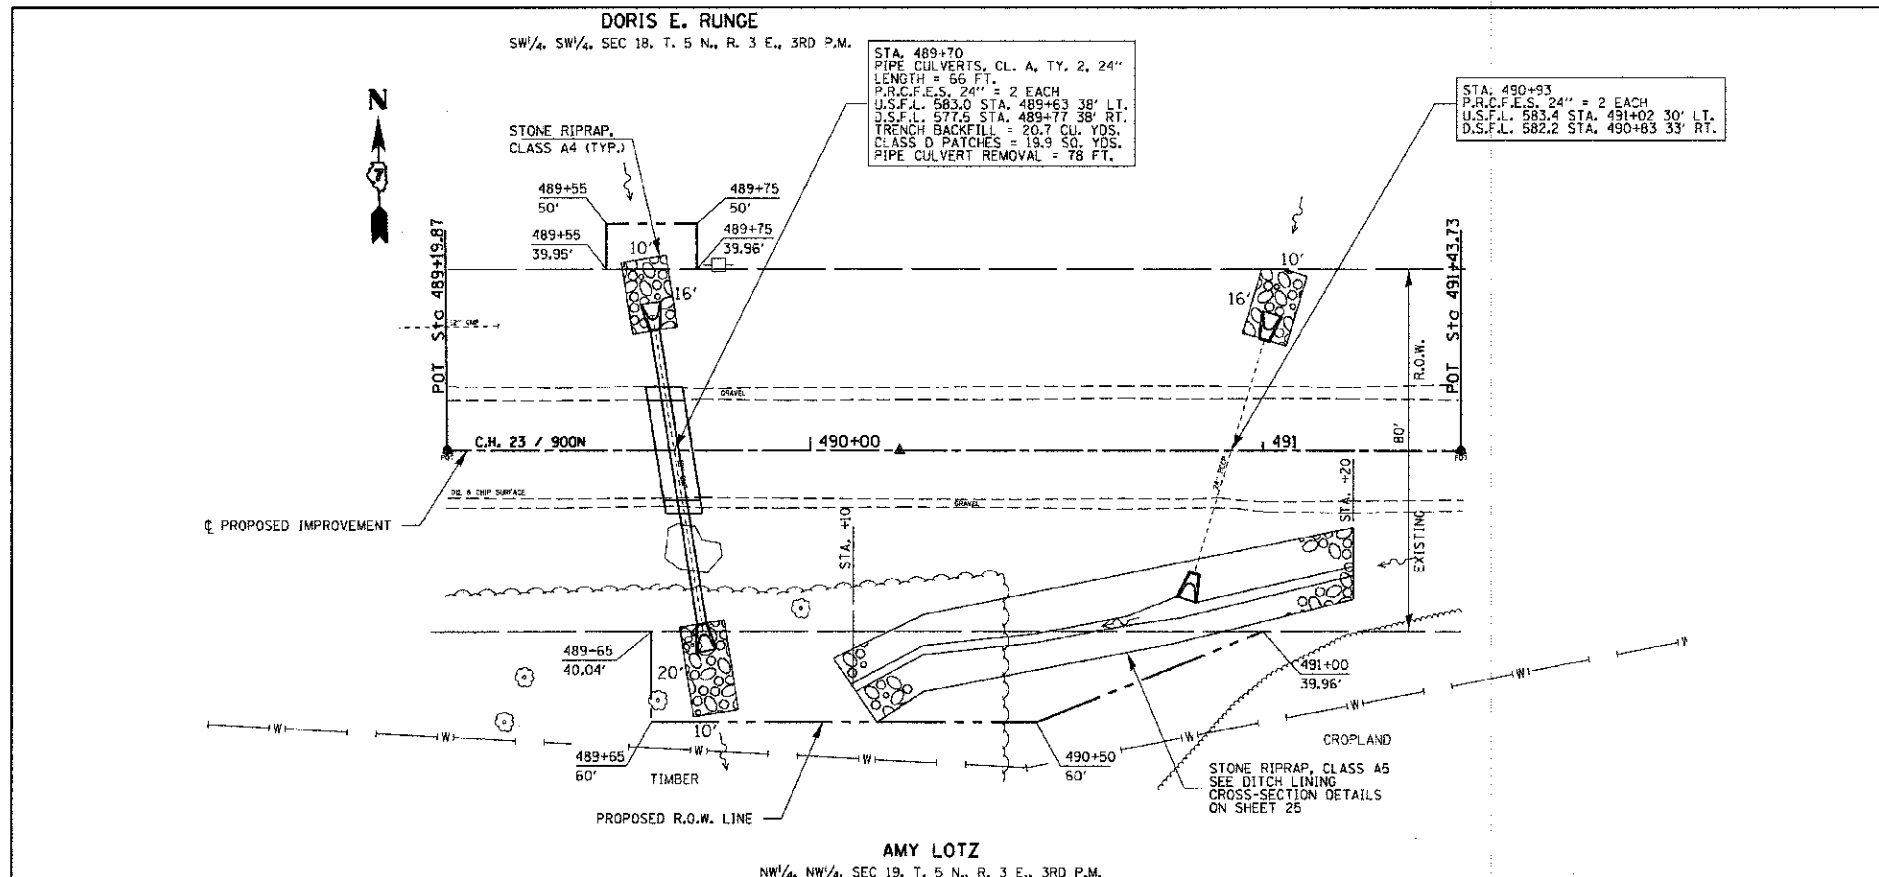 DORIS E. RUNGE
SW¹/4, SW¹/4, SEC 18, T. 5 N., R. 3 E., 3RD P.M.
STA. 489+70
PIPE CULVERTS, CL. A, TY. 2, 24"
LENGTH = 66 FT.
P.R.C.F.E.S. 24" = 2 EACH
U.S.F.L. 583.0 STA. 489+63 38' LT.
D.S.F.L. 577.5 STA. 489+77 38' RT.
TRENCH BACKFILL = 20.7 CU. YDS.
CLASS D PATCHES = 19.9 SQ. YDS.
PIPE CULVERT REMOVAL = 78 FT.
STA. 490+93
P.R.C.F.E.S. 24" = 2 EACH
U.S.F.L. 583.4 STA. 491+02 30' LT.
D.S.F.L. 582.2 STA. 490+83 33' RT.
N
7
STONE RIPRAP,
CLASS A4 (TYP.)
489+55
50'
489+75
50'
489+55
39.95'
489+75
39.96'
10'
16'
10'
16'
POT Sta 489+19.87
POT Sta 491+43.73
12" CMP
R.O.W.
80'
EXISTING
GRAVEL
C.H. 23 / 900N
490+00
491
POT
POT
24" RCCP
OIL & CHIP SURFACE
GRAVEL
℄ PROPOSED IMPROVEMENT
STA. +10
STA. +20
489+65
40.04'
20'
10'
491+00
39.96'
W
W
W
W
W
W
W
W
489+65
60'
TIMBER
490+50
60'
CROPLAND
STONE RIPRAP, CLASS A5
SEE DITCH LINING
CROSS-SECTION DETAILS
ON SHEET 25
PROPOSED R.O.W. LINE
AMY LOTZ
NW¹/4, NW¹/4, SEC 19, T. 5 N., R. 3 E., 3RD P.M.